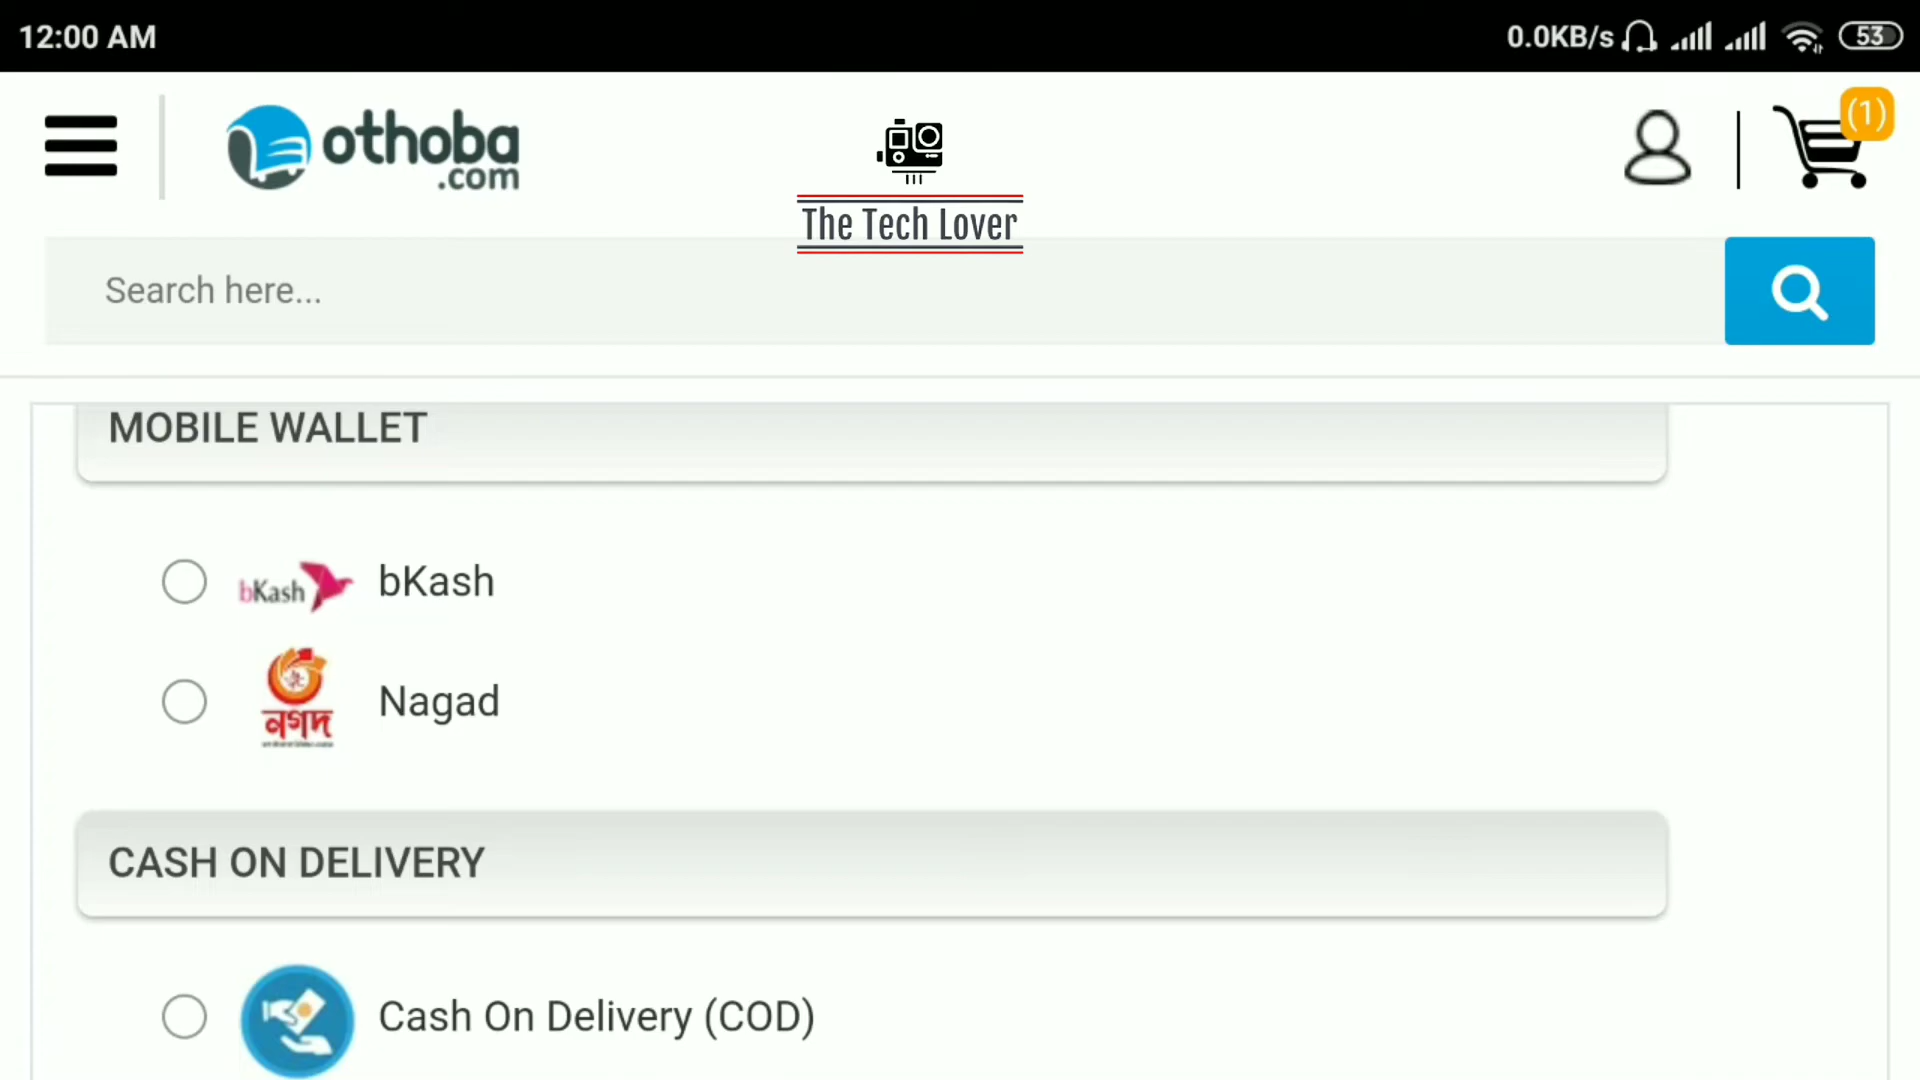 12:00 AM
0.0KB/s
53
othoba
.com
(1)
The Tech Lover
Search here...
MOBILE WALLET
bKash bKash
নগদ Nagad
CASH ON DELIVERY
Cash On Delivery (COD)